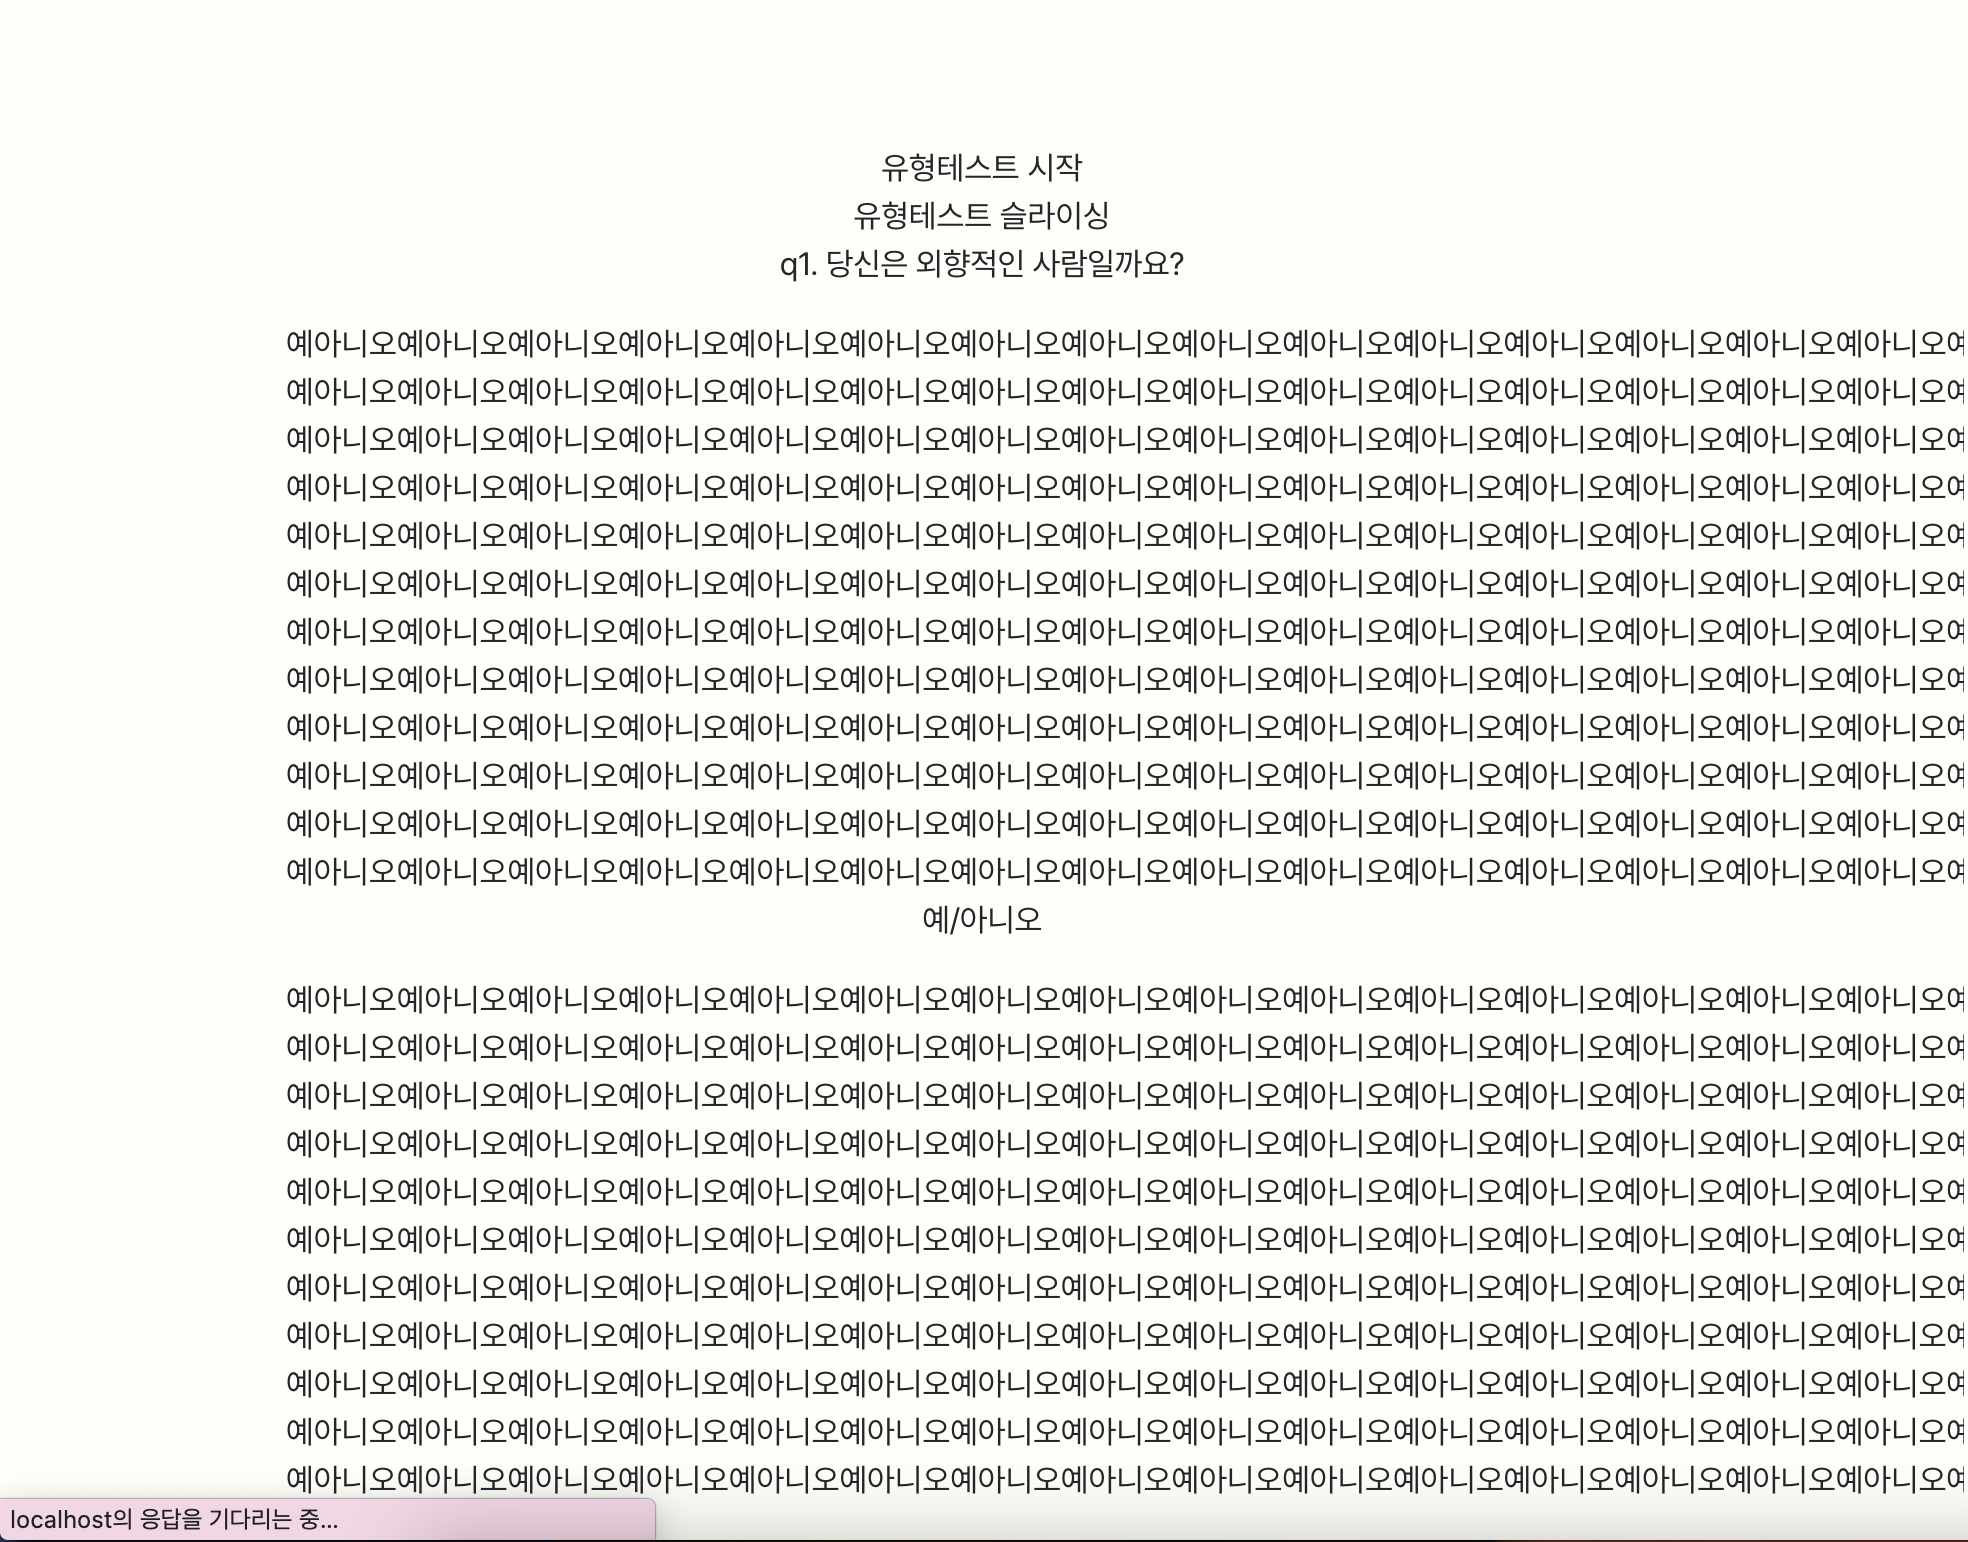 유형테스트 시작
유형테스트 슬라이싱
q1. 당신은 외향적인 사람일까요?
예아니오예아니오예아니오예아니오예아니오예아니오예아니오예아니오예아니오예아니오예아니오예아니오예아니오예아니오예아니오예
예아니오예아니오예아니오예아니오예아니오예아니오예아니오예아니오예아니오예아니오예아니오예아니오예아니오예아니오예아니오예
예아니오예아니오예아니오예아니오예아니오예아니오예아니오예아니오예아니오예아니오예아니오예아니오예아니오예아니오예아니오예
예아니오예아니오예아니오예아니오예아니오예아니오예아니오예아니오예아니오예아니오예아니오예아니오예아니오예아니오예아니오예
예아니오예아니오예아니오예아니오예아니오예아니오예아니오예아니오예아니오예아니오예아니오예아니오예아니오예아니오예아니오예
예아니오예아니오예아니오예아니오예아니오예아니오예아니오예아니오예아니오예아니오예아니오예아니오예아니오예아니오예아니오예
예아니오예아니오예아니오예아니오예아니오예아니오예아니오예아니오예아니오예아니오예아니오예아니오예아니오예아니오예아니오예
예아니오예아니오예아니오예아니오예아니오예아니오예아니오예아니오예아니오예아니오예아니오예아니오예아니오예아니오예아니오예
예아니오예아니오예아니오예아니오예아니오예아니오예아니오예아니오예아니오예아니오예아니오예아니오예아니오예아니오예아니오예
예아니오예아니오예아니오예아니오예아니오예아니오예아니오예아니오예아니오예아니오예아니오예아니오예아니오예아니오예아니오예
예아니오예아니오예아니오예아니오예아니오예아니오예아니오예아니오예아니오예아니오예아니오예아니오예아니오예아니오예아니오예
예아니오예아니오예아니오예아니오예아니오예아니오예아니오예아니오예아니오예아니오예아니오예아니오예아니오예아니오예아니오예
예/아니오
예아니오예아니오예아니오예아니오예아니오예아니오예아니오예아니오예아니오예아니오예아니오예아니오예아니오예아니오예아니오예
예아니오예아니오예아니오예아니오예아니오예아니오예아니오예아니오예아니오예아니오예아니오예아니오예아니오예아니오예아니오예
예아니오예아니오예아니오예아니오예아니오예아니오예아니오예아니오예아니오예아니오예아니오예아니오예아니오예아니오예아니오예
예아니오예아니오예아니오예아니오예아니오예아니오예아니오예아니오예아니오예아니오예아니오예아니오예아니오예아니오예아니오예
예아니오예아니오예아니오예아니오예아니오예아니오예아니오예아니오예아니오예아니오예아니오예아니오예아니오예아니오예아니오예
예아니오예아니오예아니오예아니오예아니오예아니오예아니오예아니오예아니오예아니오예아니오예아니오예아니오예아니오예아니오예
예아니오예아니오예아니오예아니오예아니오예아니오예아니오예아니오예아니오예아니오예아니오예아니오예아니오예아니오예아니오예
예아니오예아니오예아니오예아니오예아니오예아니오예아니오예아니오예아니오예아니오예아니오예아니오예아니오예아니오예아니오예
예아니오예아니오예아니오예아니오예아니오예아니오예아니오예아니오예아니오예아니오예아니오예아니오예아니오예아니오예아니오예
예아니오예아니오예아니오예아니오예아니오예아니오예아니오예아니오예아니오예아니오예아니오예아니오예아니오예아니오예아니오예
예아니오예아니오예아니오예아니오예아니오예아니오예아니오예아니오예아니오예아니오예아니오예아니오예아니오예아니오예아니오예
localhost의 응답을 기다리는 중...